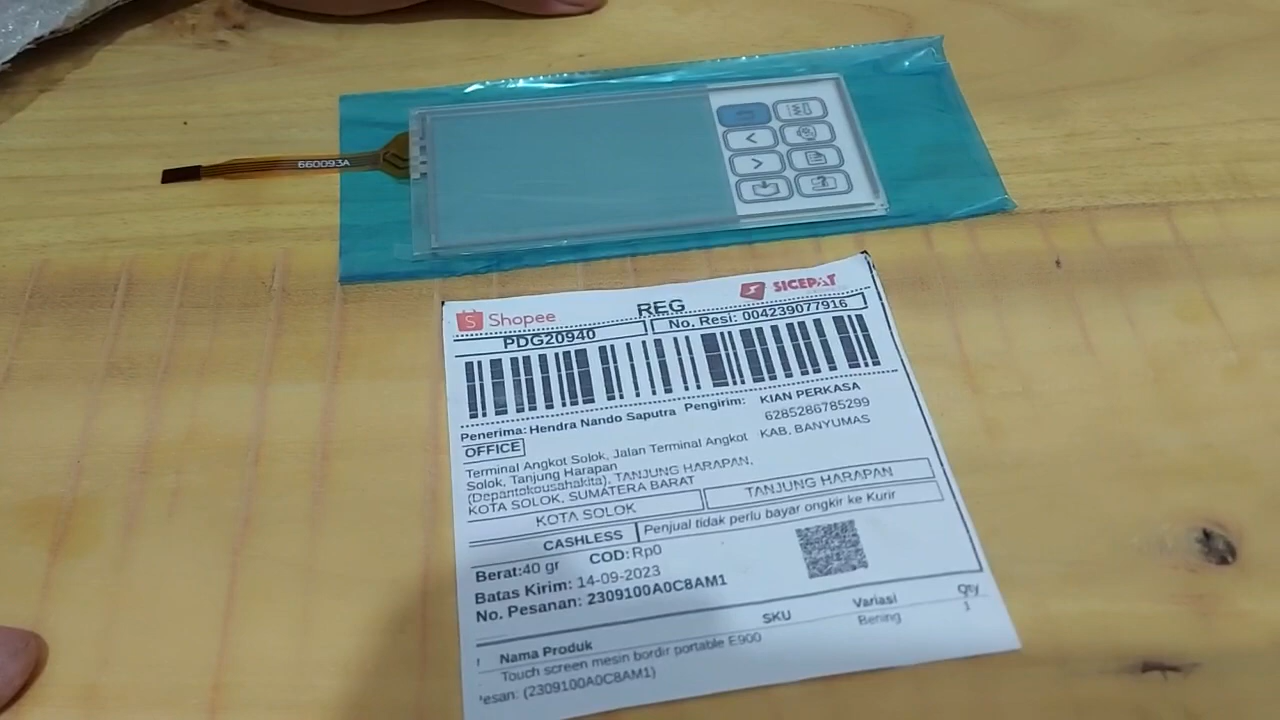 660093A
<
>
?
Shopee
REG
SICEPAT
PDG20940
No. Resi: 004239077916
Penerima: Hendra Nando Saputra
Pengirim: KIAN PERKASA
6285286785299
KAB. BANYUMAS
OFFICE
Terminal Angkot Solok, Jalan Terminal Angkot
Solok, Tanjung Harapan
(Depantokousahakita), TANJUNG HARAPAN,
KOTA SOLOK, SUMATERA BARAT
KOTA SOLOK
TANJUNG HARAPAN
CASHLESS
Penjual tidak perlu bayar ongkir ke Kurir
Berat:40 gr
COD:Rp0
Batas Kirim: 14-09-2023
No. Pesanan: 2309100A0C8AM1
Nama Produk SKU Variasi Qty
Touch screen mesin bordir portable E900 Bening 1
esan: (2309100A0C8AM1)